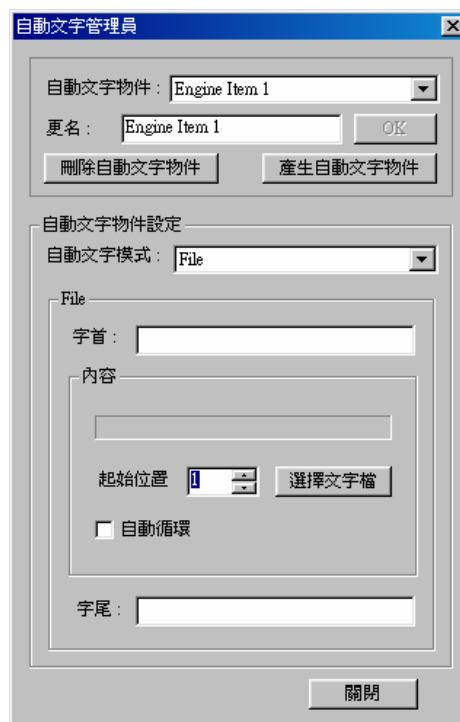 自動文字管理員
自動文字物件： Engine Item 1
更名： Engine Item 1 OK
刪除自動文字物件 產生自動文字物件
自動文字物件設定
自動文字模式： File
File
字首：
內容
起始位置 1 選擇文字檔
自動循環
字尾：
關閉